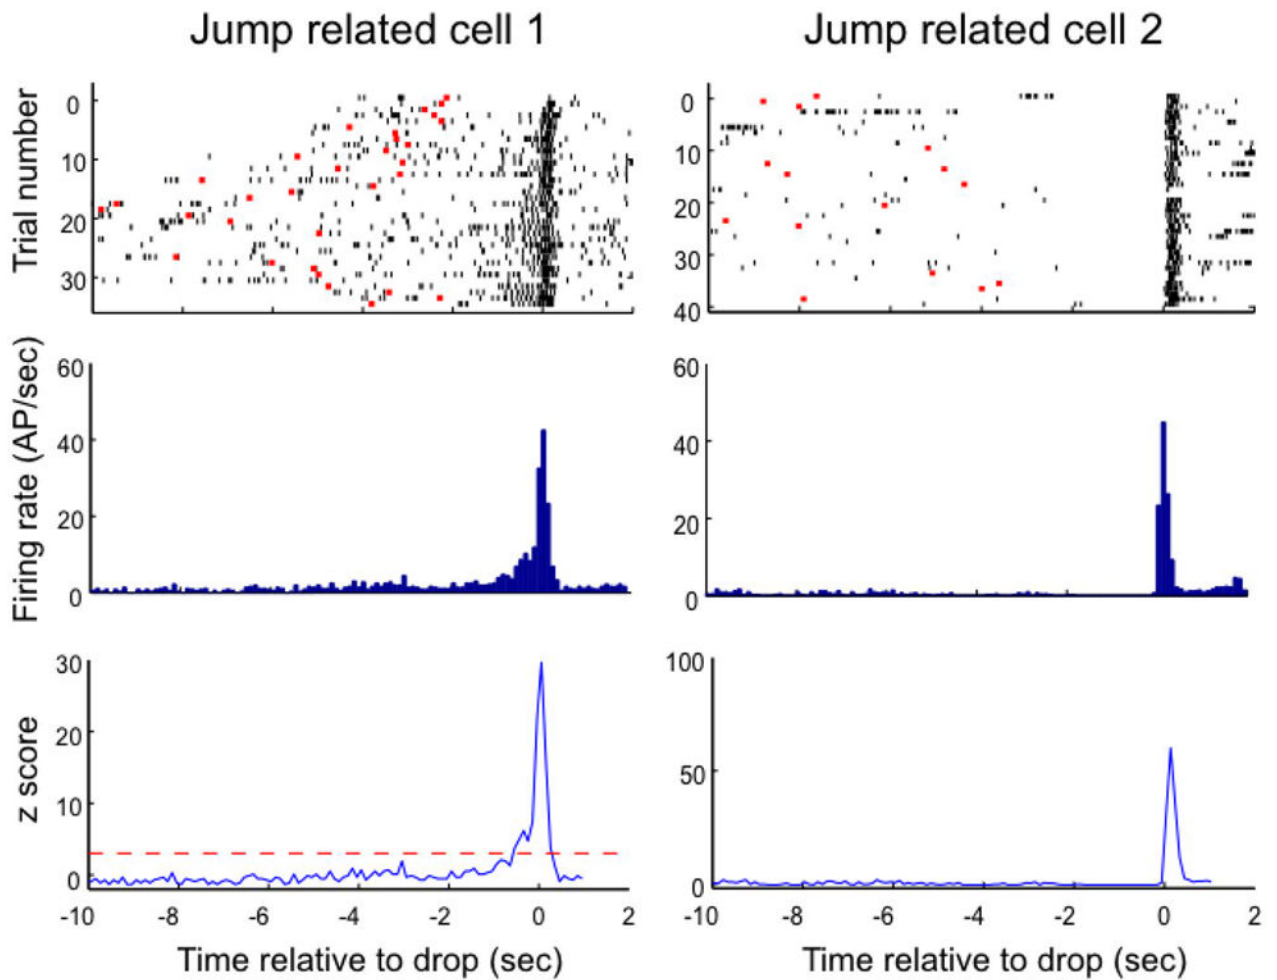 Jump related cell 1
Jump related cell 2
Trial number
0
10
20
30
0
10
20
30
40
Firing rate (AP/sec)
60
40
20
0
60
40
20
0
z score
30
20
10
0
100
50
0
-10 -8 -6 -4 -2 0 2
-10 -8 -6 -4 -2 0 2
Time relative to drop (sec)
Time relative to drop (sec)